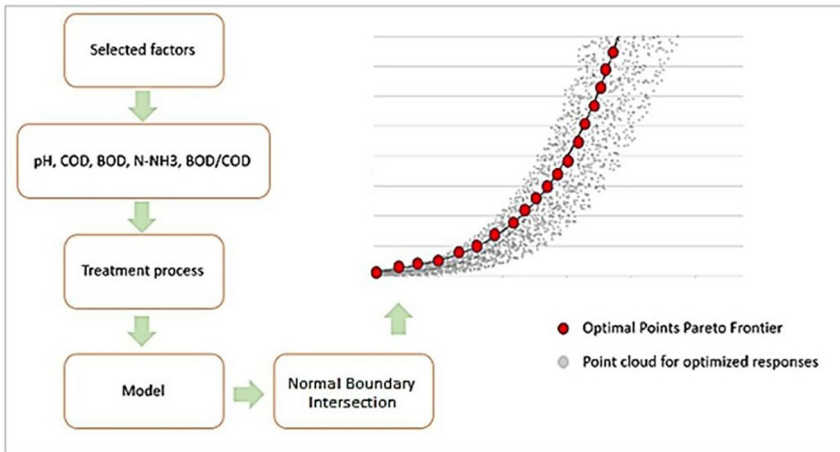 Selected factors
pH, COD, BOD, N-NH3, BOD/COD
Treatment process
Model
Normal Boundary
Intersection
Optimal Points Pareto Frontier
Point cloud for optimized responses